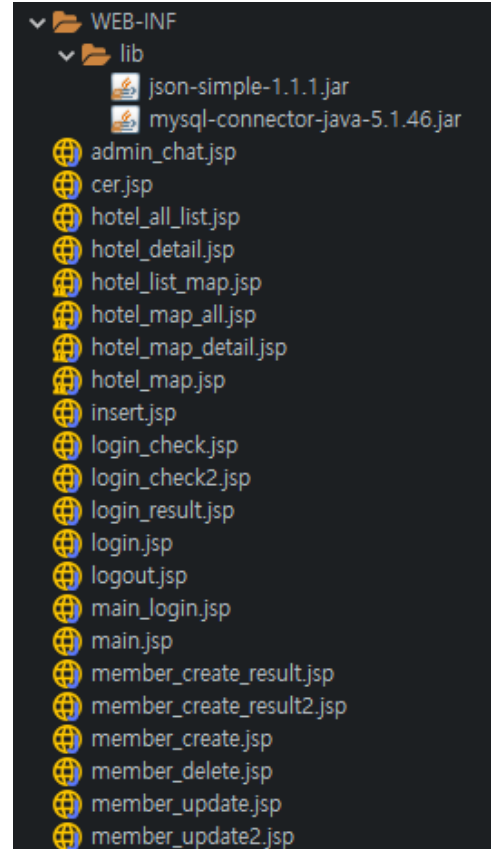 WEB-INF
lib
json-simple-1.1.1.jar
mysql-connector-java-5.1.46.jar
admin_chat.jsp
cer.jsp
hotel_all_list.jsp
hotel_detail.jsp
hotel_list_map.jsp
hotel_map_all.jsp
hotel_map_detail.jsp
hotel_map.jsp
insert.jsp
login_check.jsp
login_check2.jsp
login_result.jsp
login.jsp
logout.jsp
main_login.jsp
main.jsp
member_create_result.jsp
member_create_result2.jsp
member_create.jsp
member_delete.jsp
member_update.jsp
member_update2.jsp